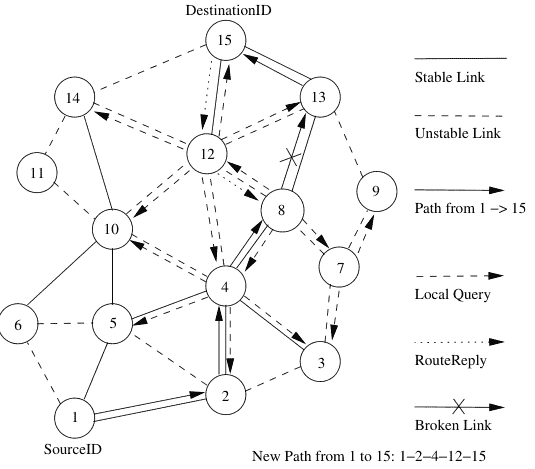 DestinationID
15
14
13
Stable Link
12
Unstable Link
11
9
8
Path from 1 −> 15
10
7
4
Local Query
6
5
3
RouteReply
2
1
Broken Link
SourceID
New Path from 1 to 15: 1−2−4−12−15